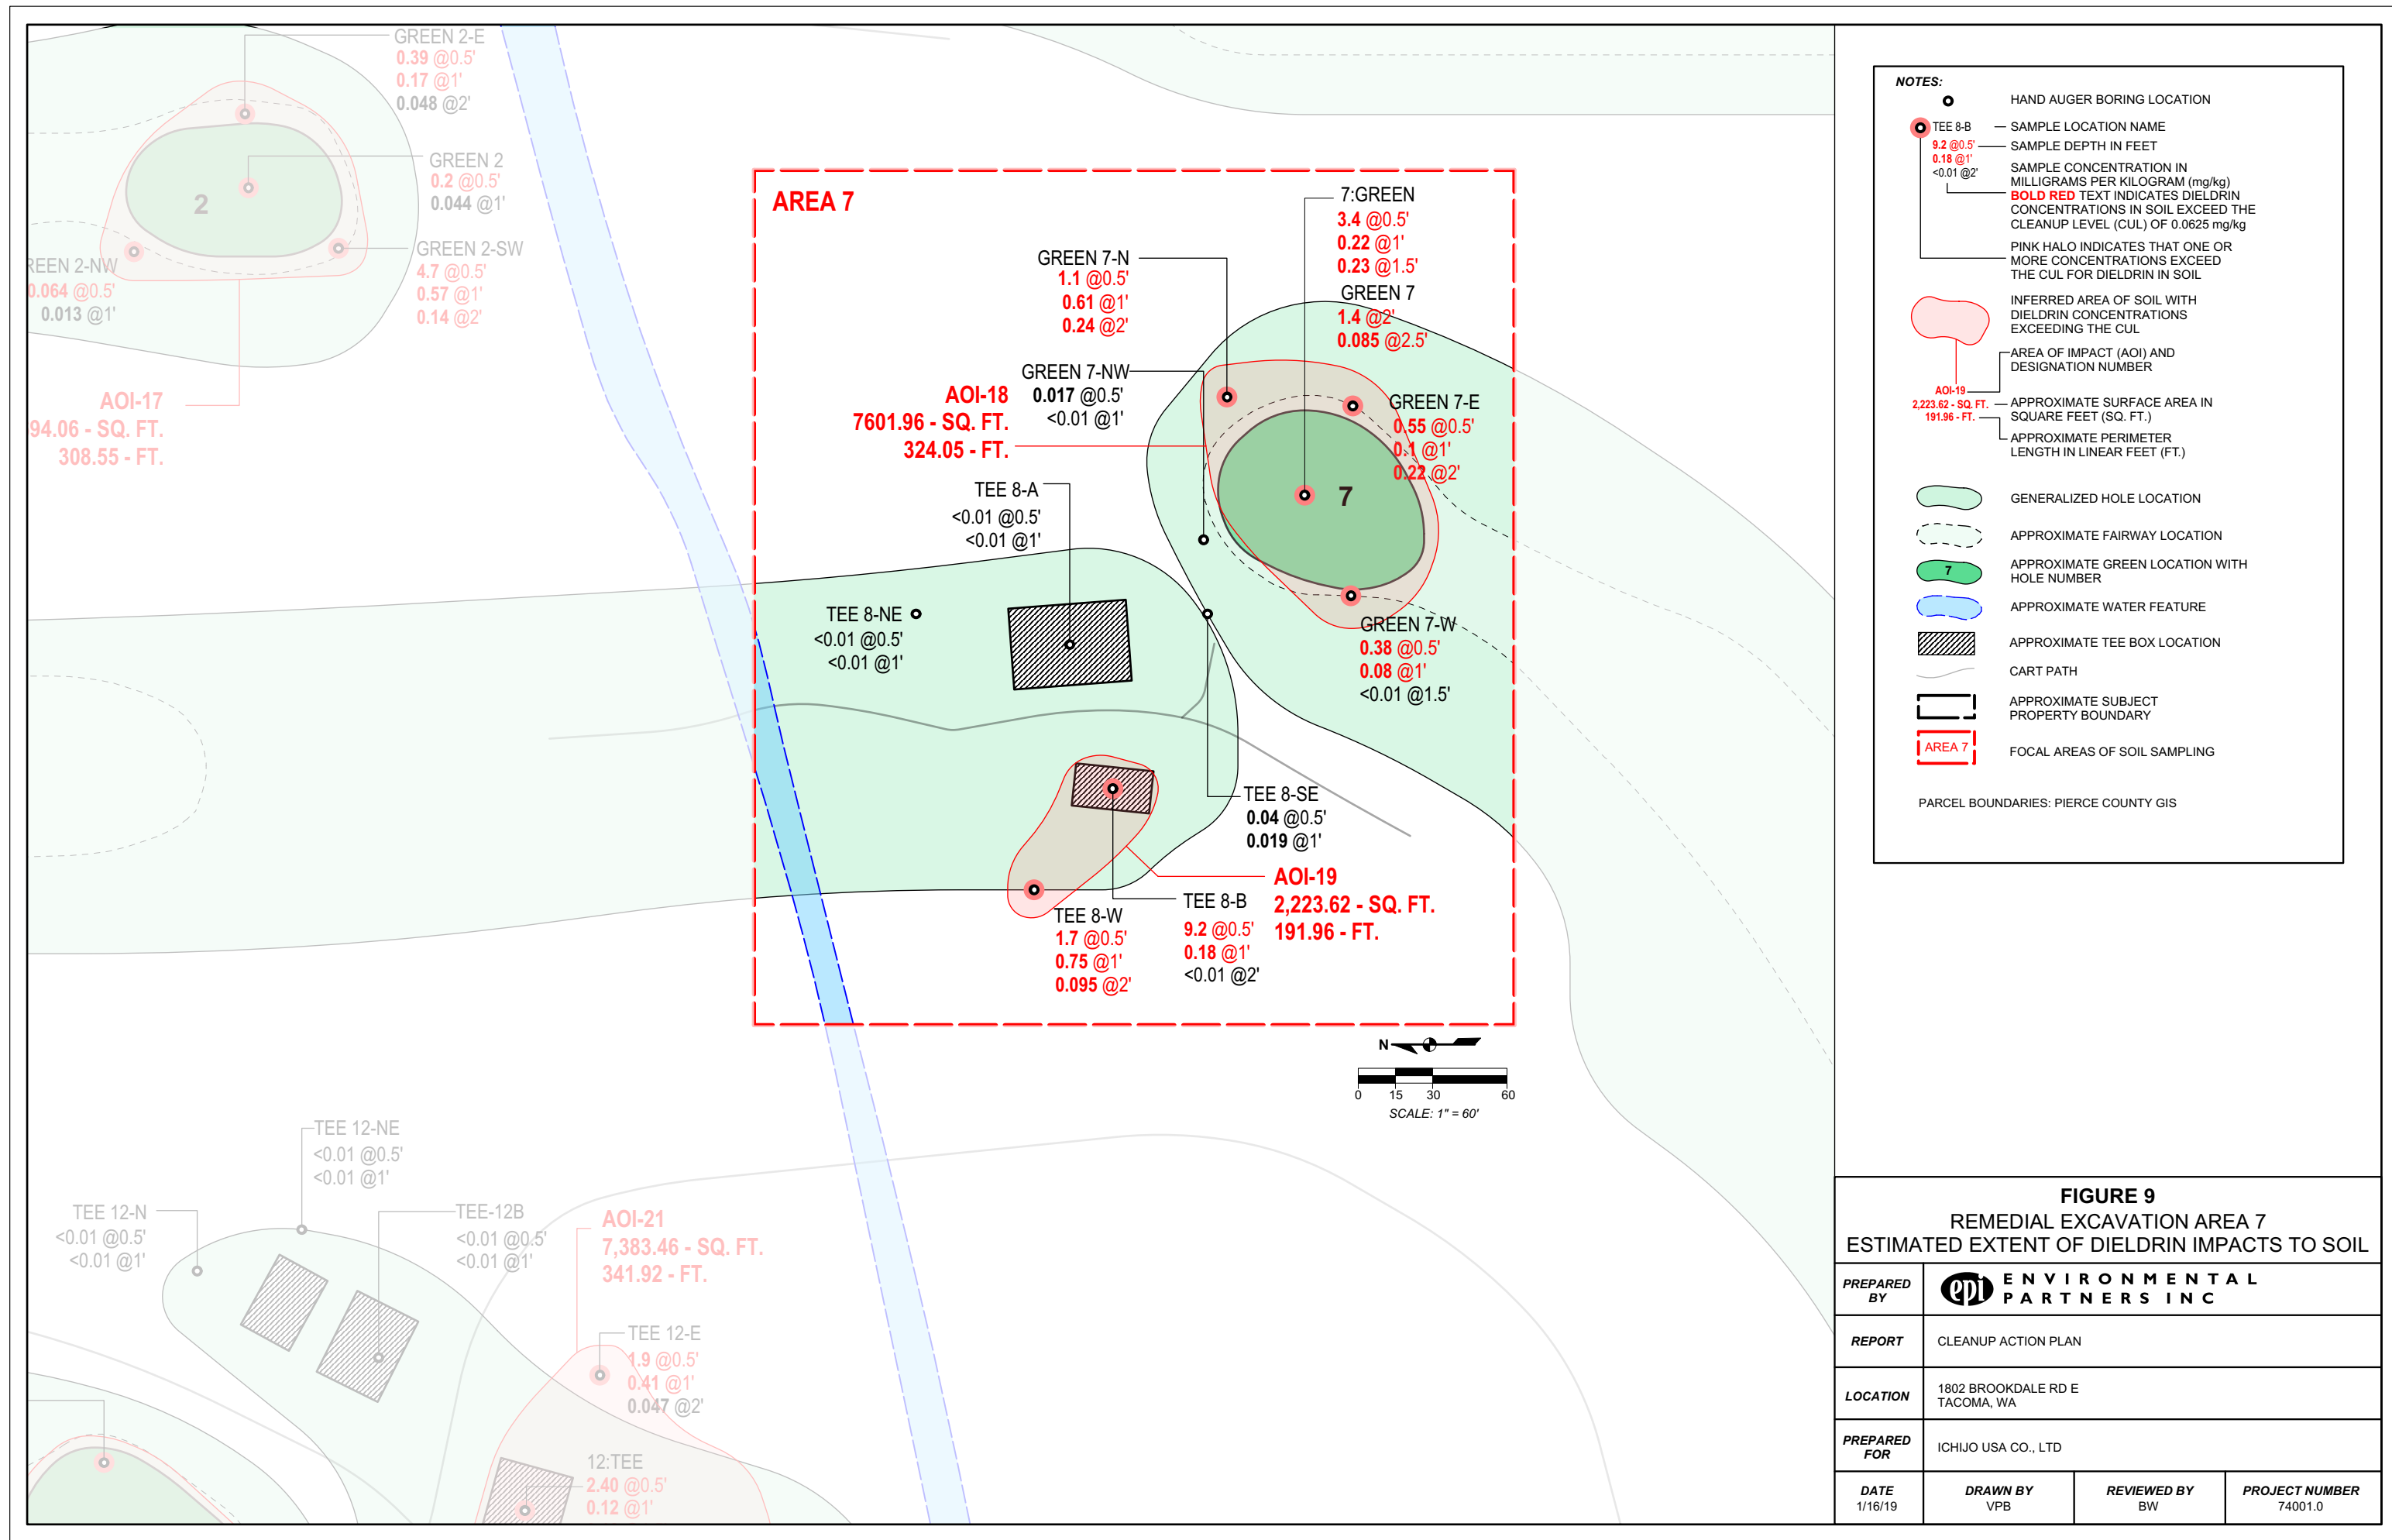 GREEN 2-E
0.39 @0.5'
0.17 @1'
0.048 @2'
GREEN 2
0.2 @0.5'
0.044 @1'
2
GREEN 2-SW
4.7 @0.5'
0.57 @1'
0.14 @2'
REEN 2-NW
0.064 @0.5'
0.013 @1'
AOI-17
94.06 - SQ. FT.
308.55 - FT.
AREA 7
7:GREEN
3.4 @0.5'
0.22 @1'
0.23 @1.5'
GREEN 7
1.4 @2'
0.085 @2.5'
GREEN 7-N
1.1 @0.5'
0.61 @1'
0.24 @2'
GREEN 7-NW
0.017 @0.5'
<0.01 @1'
AOI-18
7601.96 - SQ. FT.
324.05 - FT.
GREEN 7-E
0.55 @0.5'
0.1 @1'
0.22 @2'
7
TEE 8-A
<0.01 @0.5'
<0.01 @1'
TEE 8-NE
<0.01 @0.5'
<0.01 @1'
GREEN 7-W
0.38 @0.5'
0.08 @1'
<0.01 @1.5'
TEE 8-SE
0.04 @0.5'
0.019 @1'
AOI-19
2,223.62 - SQ. FT.
191.96 - FT.
TEE 8-B
9.2 @0.5'
0.18 @1'
<0.01 @2'
TEE 8-W
1.7 @0.5'
0.75 @1'
0.095 @2'
N
0 15 30 60
SCALE: 1" = 60'
TEE 12-NE
<0.01 @0.5'
<0.01 @1'
TEE 12-N
<0.01 @0.5'
<0.01 @1'
TEE-12B
<0.01 @0.5'
<0.01 @1'
AOI-21
7,383.46 - SQ. FT.
341.92 - FT.
TEE 12-E
1.9 @0.5'
0.41 @1'
0.047 @2'
12:TEE
2.40 @0.5'
0.12 @1'
NOTES:
HAND AUGER BORING LOCATION
TEE 8-B
9.2 @0.5'
0.18 @1'
<0.01 @2'
SAMPLE LOCATION NAME
SAMPLE DEPTH IN FEET
SAMPLE CONCENTRATION IN
MILLIGRAMS PER KILOGRAM (mg/kg)
BOLD RED TEXT INDICATES DIELDRIN
CONCENTRATIONS IN SOIL EXCEED THE
CLEANUP LEVEL (CUL) OF 0.0625 mg/kg
PINK HALO INDICATES THAT ONE OR
MORE CONCENTRATIONS EXCEED
THE CUL FOR DIELDRIN IN SOIL
INFERRED AREA OF SOIL WITH
DIELDRIN CONCENTRATIONS
EXCEEDING THE CUL
AREA OF IMPACT (AOI) AND
DESIGNATION NUMBER
AOI-19
2,223.62 - SQ. FT.
191.96 - FT.
APPROXIMATE SURFACE AREA IN
SQUARE FEET (SQ. FT.)
APPROXIMATE PERIMETER
LENGTH IN LINEAR FEET (FT.)
GENERALIZED HOLE LOCATION
APPROXIMATE FAIRWAY LOCATION
7
APPROXIMATE GREEN LOCATION WITH
HOLE NUMBER
APPROXIMATE WATER FEATURE
APPROXIMATE TEE BOX LOCATION
CART PATH
APPROXIMATE SUBJECT
PROPERTY BOUNDARY
AREA 7
FOCAL AREAS OF SOIL SAMPLING
PARCEL BOUNDARIES: PIERCE COUNTY GIS
FIGURE 9
REMEDIAL EXCAVATION AREA 7
ESTIMATED EXTENT OF DIELDRIN IMPACTS TO SOIL
PREPARED
BY
epi
ENVIRONMENTAL
PARTNERS INC
REPORT
CLEANUP ACTION PLAN
LOCATION
1802 BROOKDALE RD E
TACOMA, WA
PREPARED
FOR
ICHIJO USA CO., LTD
DATE
1/16/19
DRAWN BY
VPB
REVIEWED BY
BW
PROJECT NUMBER
74001.0